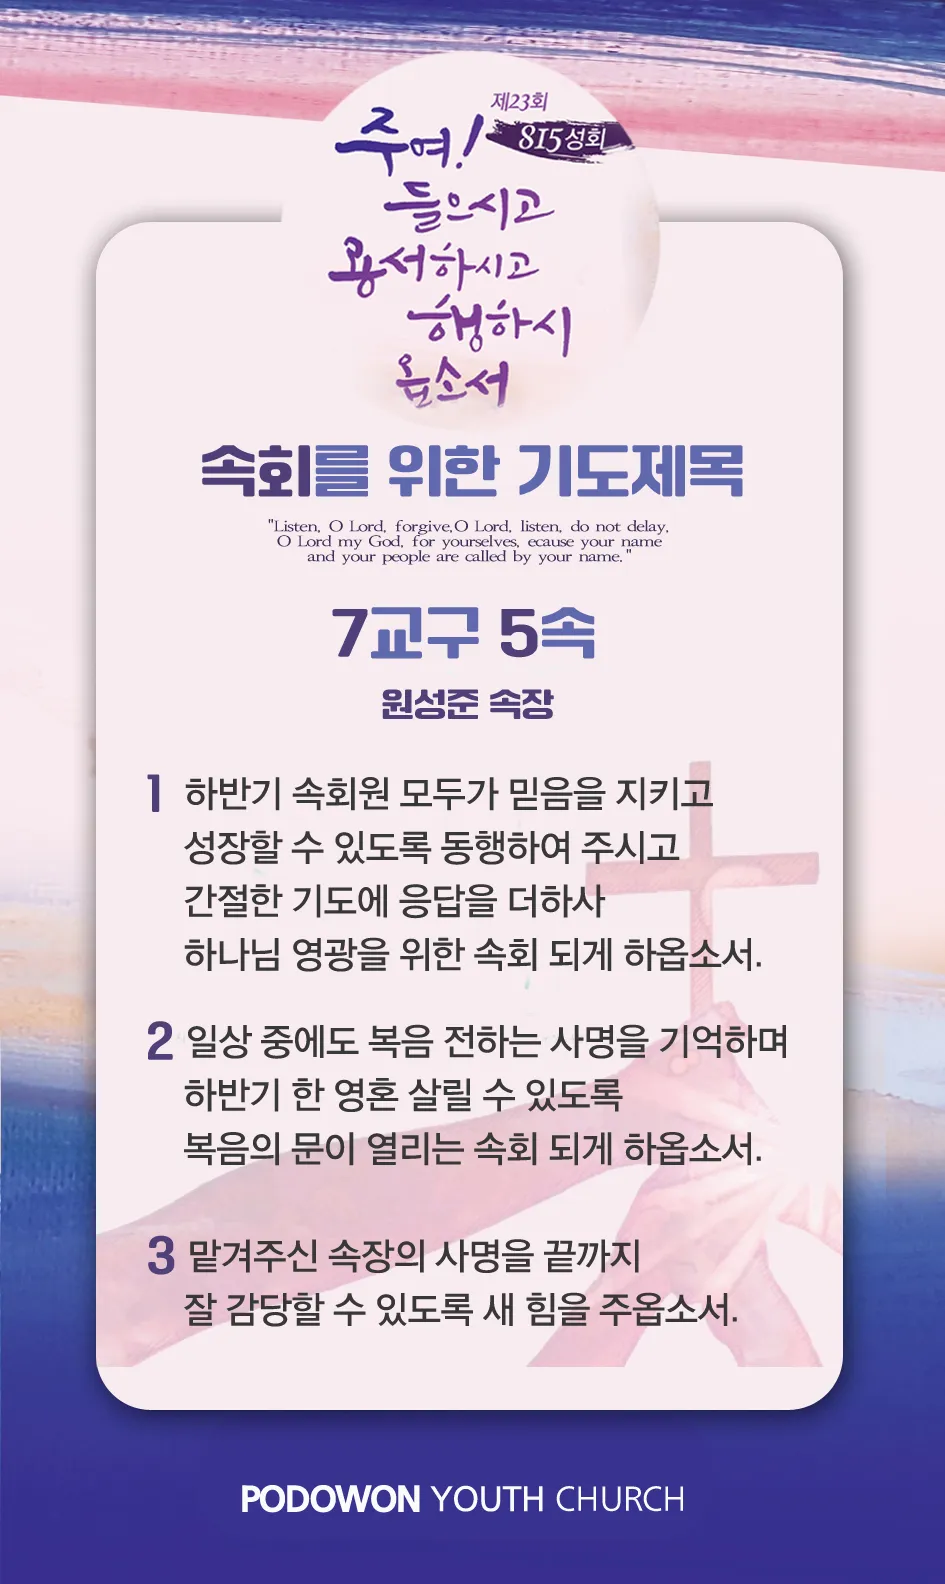 제23회
815성회
주여!
들으시고
용서하시고
행하시
옵소서
속회를 위한 기도제목
"Listen, O Lord, forgive,O Lord, listen, do not delay,
O Lord my God, for yourselves, ecause your name
and your people are called by your name."
7교구 5속
원성준 속장
1 하반기 속회원 모두가 믿음을 지키고
성장할 수 있도록 동행하여 주시고
간절한 기도에 응답을 더하사
하나님 영광을 위한 속회 되게 하옵소서.
2 일상 중에도 복음 전하는 사명을 기억하며
하반기 한 영혼 살릴 수 있도록
복음의 문이 열리는 속회 되게 하옵소서.
3 맡겨주신 속장의 사명을 끝까지
잘 감당할 수 있도록 새 힘을 주옵소서.
PODOWON YOUTH CHURCH